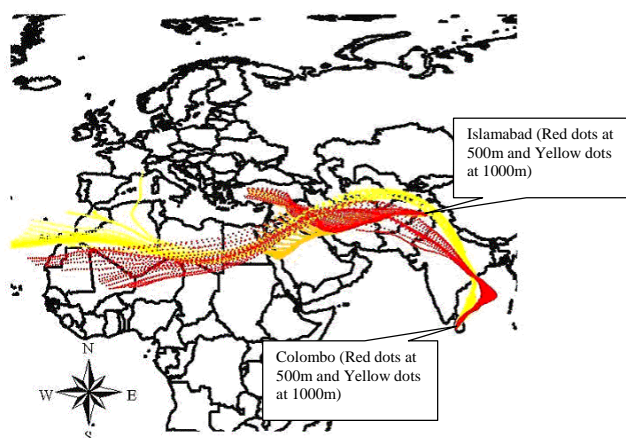 Islamabad (Red dots at
500m and Yellow dots
at 1000m)
Colombo (Red dots at
500m and Yellow dots
at 1000m)
N
W E
S